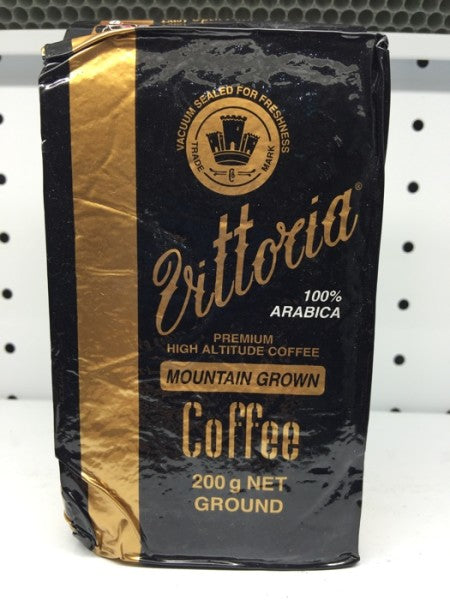 VACUUM SEALED FOR FRESHNESS
TRADE MARK
Vittoria®
100%
ARABICA
PREMIUM
HIGH ALTITUDE COFFEE
MOUNTAIN GROWN
Coffee
200 g NET
GROUND